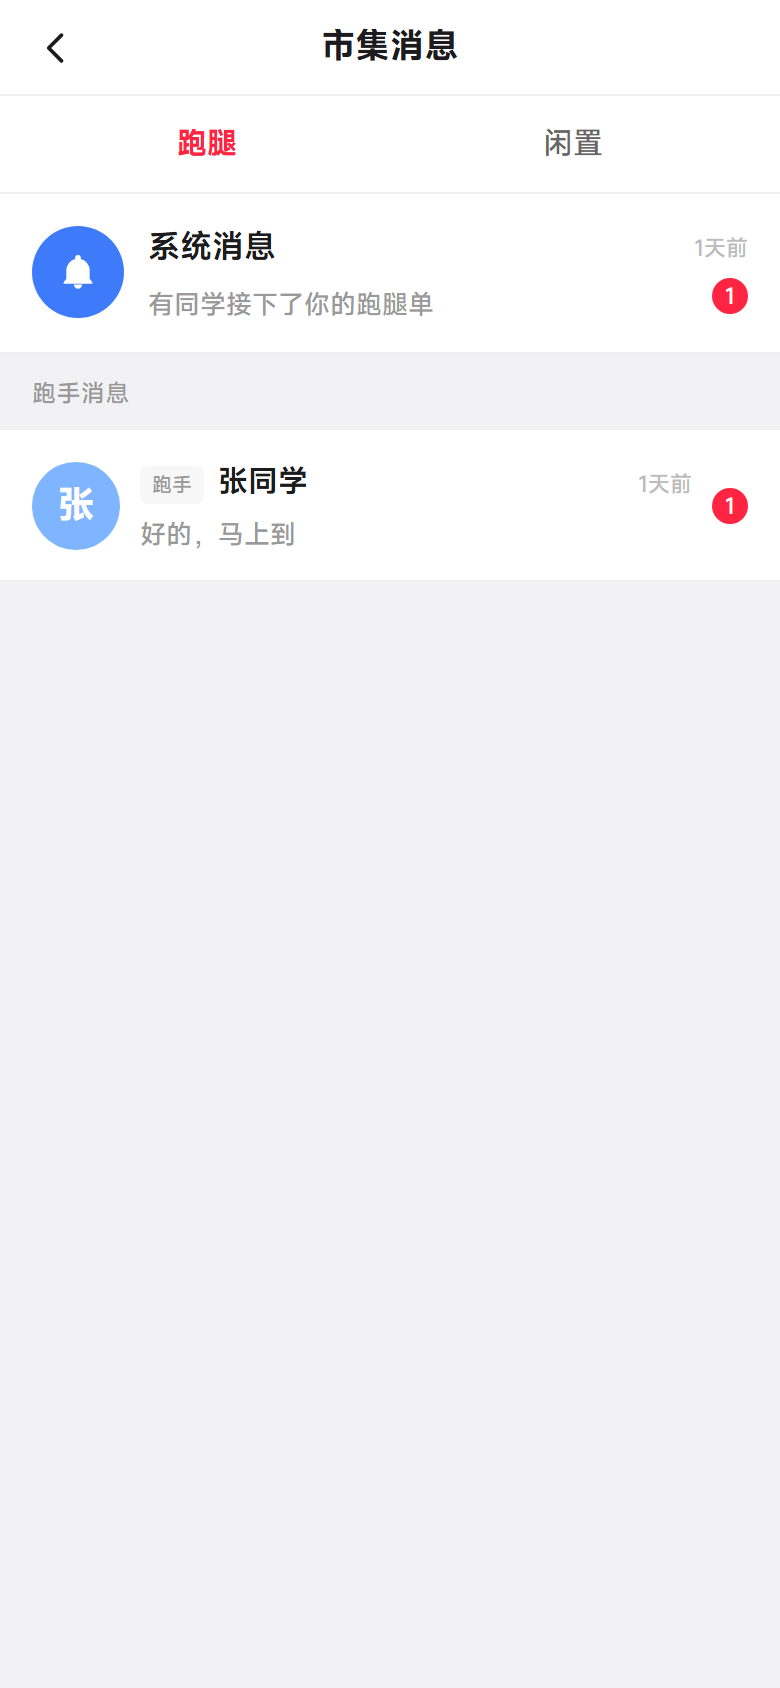 市集消息
跑腿 闲置
系统消息 1天前
有同学接下了你的跑腿单 1
跑手消息
张 跑手 张同学 1天前 1
好的，马上到